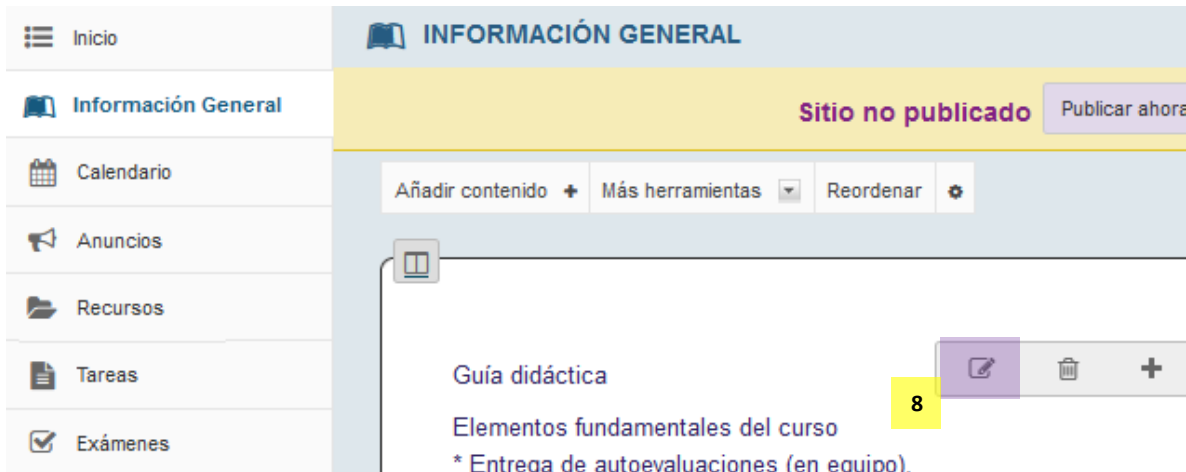 Inicio
Información General
Calendario
Anuncios
Recursos
Tareas
Exámenes
INFORMACIÓN GENERAL
Sitio no publicado
Publicar ahora
Añadir contenido
Más herramientas
Reordenar
Guía didáctica
8
Elementos fundamentales del curso
* Entrega de autoevaluaciones (en equipo).